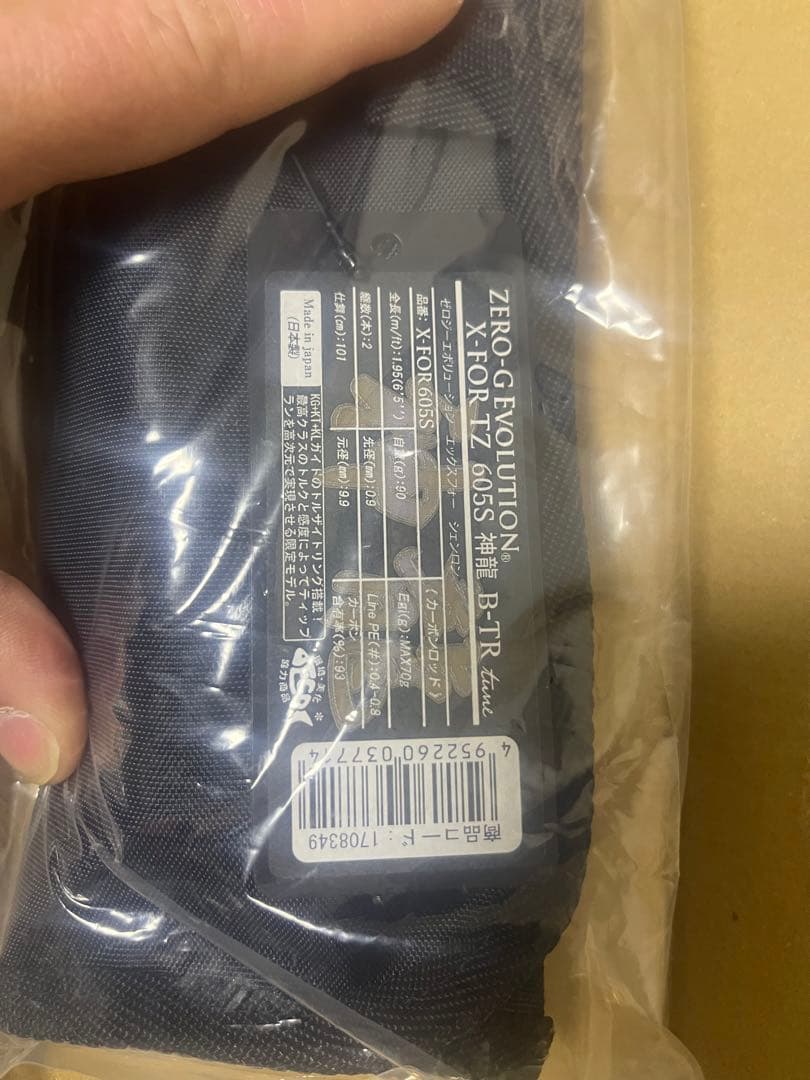 ZERO-G EVOLUTION®
X-FOR TZ 605S 神龍 B-TR tune
ゼロジーエボリューション エックスフォー シェンロン
品番: X-FOR 605S 《カーボンロッド》
全長(m/ft):1.95(6'5'') 自重(g):90 Egi(g):MAX70g
継数(本):2 先径(mm):0.9 Line PE(#):0.4-0.8
仕舞(cm):101 元径(mm):9.9 カーボン含有率(%):93
Made in japan
(日本製)
KG+KT+KLガイドのトルザイトリング搭載!
最高クラスのトルクと感度によってティップ
ランを高次元で実現させる限定モデル。
商品コード:1708349